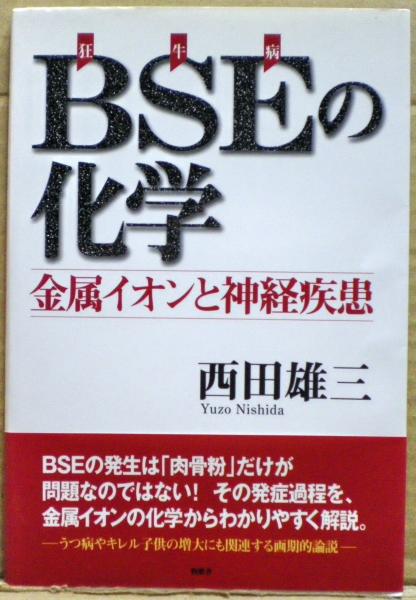 狂牛病
BSEの
化学
金属イオンと神経疾患
西田雄三
Yuzo Nishida
BSEの発生は「肉骨粉」だけが
問題なのではない! その発症過程を、
金属イオンの化学からわかりやすく解説。
―うつ病やキレル子供の増大にも関連する画期的論説―